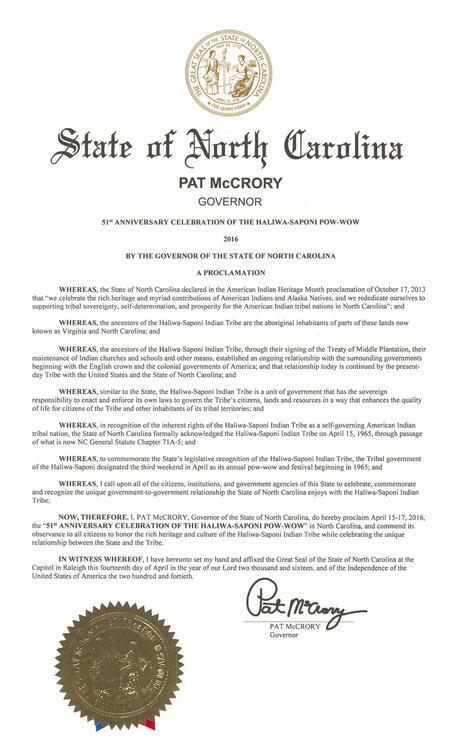 THE GREAT SEAL OF THE STATE OF NORTH CAROLINA
MAY 20, 1775
APRIL 12, 1776
ESSE QUAM VIDERI
State of North Carolina
PAT McCRORY
GOVERNOR
51st ANNIVERSARY CELEBRATION OF THE HALIWA-SAPONI POW-WOW
2016
BY THE GOVERNOR OF THE STATE OF NORTH CAROLINA
A PROCLAMATION
WHEREAS, the State of North Carolina declared in the American Indian Heritage Month proclamation of October 17, 2013
that “we celebrate the rich heritage and myriad contributions of American Indians and Alaska Natives, and we rededicate ourselves to
supporting tribal sovereignty, self-determination, and prosperity for the American Indian tribal nations in North Carolina”; and
WHEREAS, the ancestors of the Haliwa-Saponi Indian Tribe are the aboriginal inhabitants of parts of these lands now
known as Virginia and North Carolina; and
WHEREAS, the ancestors of the Haliwa-Saponi Indian Tribe, through their signing of the Treaty of Middle Plantation, their
maintenance of Indian churches and schools and other means, established an ongoing relationship with the surrounding governments
beginning with the English crown and the colonial governments of America; and that relationship today is continued by the present-
day Tribe with the United States and the State of North Carolina; and
WHEREAS, similar to the State, the Haliwa-Saponi Indian Tribe is a unit of government that has the sovereign
responsibility to enact and enforce its own laws to govern the Tribe's citizens, lands and resources in a way that enhances the quality
of life for citizens of the Tribe and other inhabitants of its tribal territories; and
WHEREAS, in recognition of the inherent rights of the Haliwa-Saponi Indian Tribe as a self-governing American Indian
tribal nation, the State of North Carolina formally acknowledged the Haliwa-Saponi Indian Tribe on April 15, 1965, through passage
of what is now NC General Statute Chapter 71A-5; and
WHEREAS, to commemorate the State's legislative recognition of the Haliwa-Saponi Indian Tribe, the Tribal government
of the Haliwa-Saponi designated the third weekend in April as its annual pow-wow and festival beginning in 1965; and
WHEREAS, I call upon all of the citizens, institutions, and government agencies of this State to celebrate, commemorate
and recognize the unique government-to-government relationship the State of North Carolina enjoys with the Haliwa-Saponi Indian
Tribe;
NOW, THEREFORE, I, PAT McCRORY, Governor of the State of North Carolina, do hereby proclaim April 15-17, 2016,
the “51st ANNIVERSARY CELEBRATION OF THE HALIWA-SAPONI POW-WOW” in North Carolina, and commend its
observance to all citizens to honor the rich heritage and culture of the Haliwa-Saponi Indian Tribe while celebrating the unique
relationship between the State and the Tribe.
IN WITNESS WHEREOF, I have hereunto set my hand and affixed the Great Seal of the State of North Carolina at the
Capitol in Raleigh this fourteenth day of April in the year of our Lord two thousand and sixteen, and of the Independence of the
United States of America the two hundred and fortieth.
Pat McCrory
PAT McCRORY
Governor